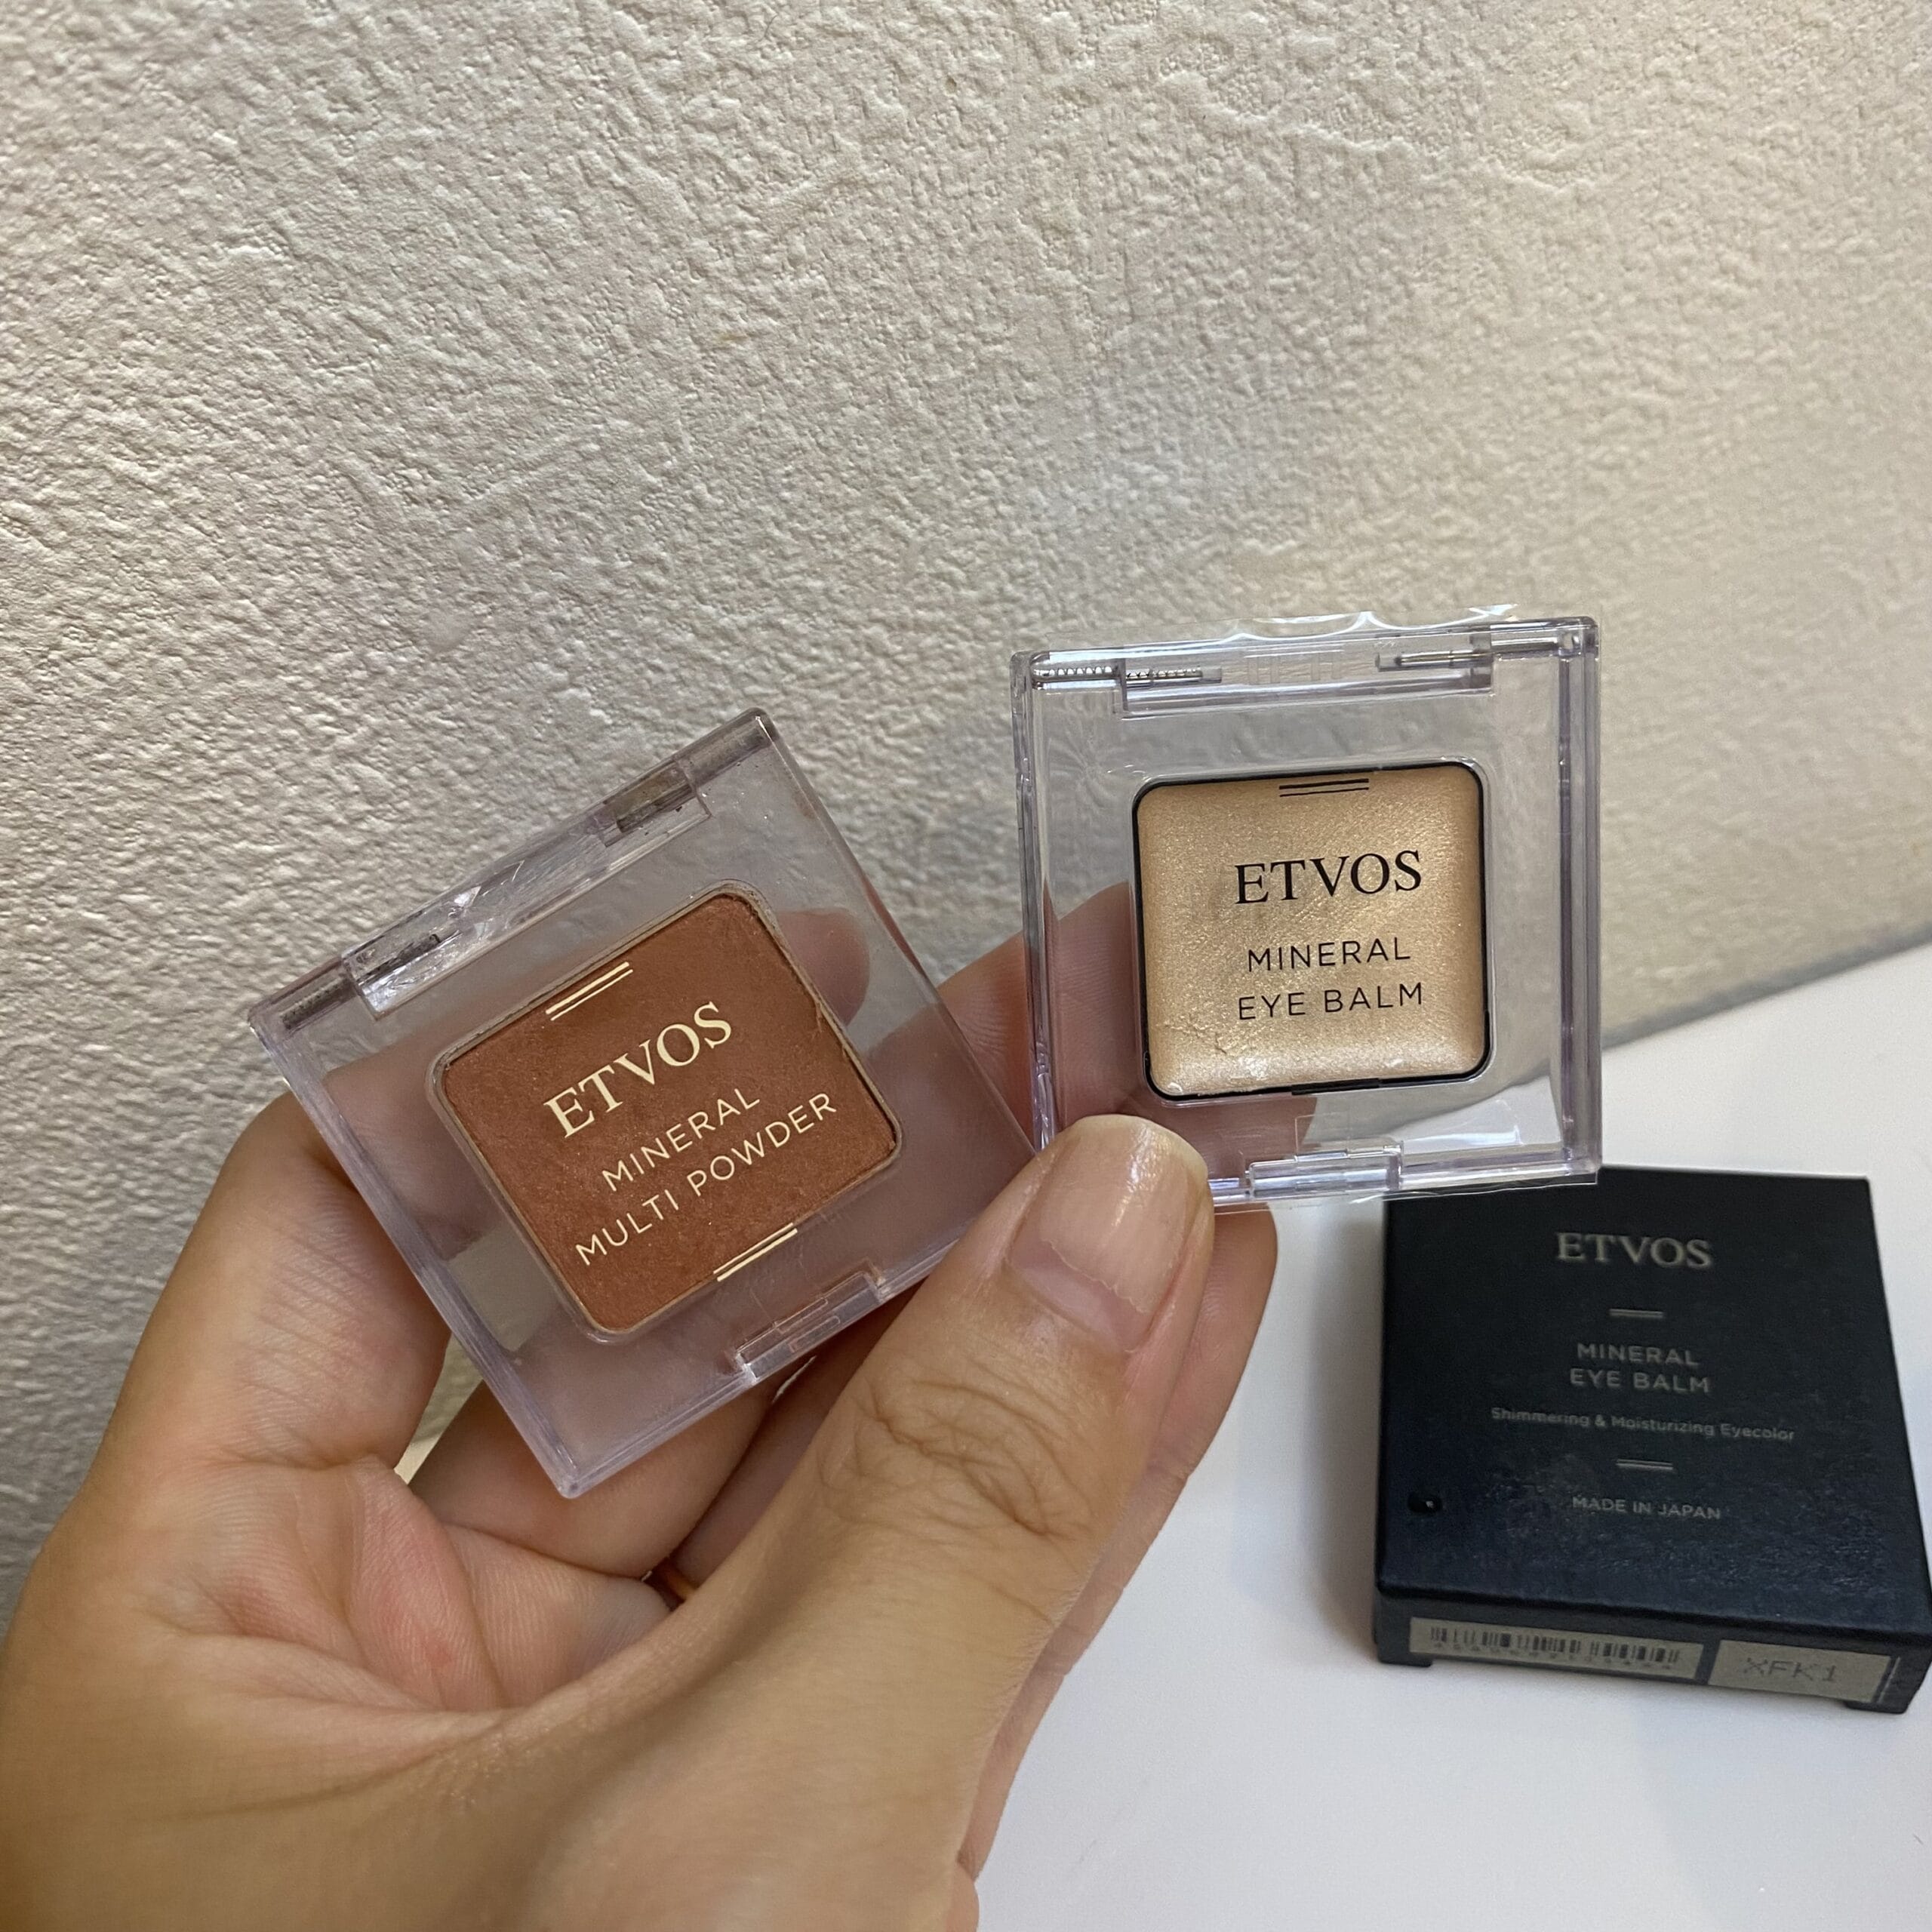 ETVOS
MINERAL
MULTI POWDER
ETVOS
MINERAL
EYE BALM
ETVOS
MINERAL
EYE BALM
Shimmering & Moisturizing Eyecolor
MADE IN JAPAN
XFK1